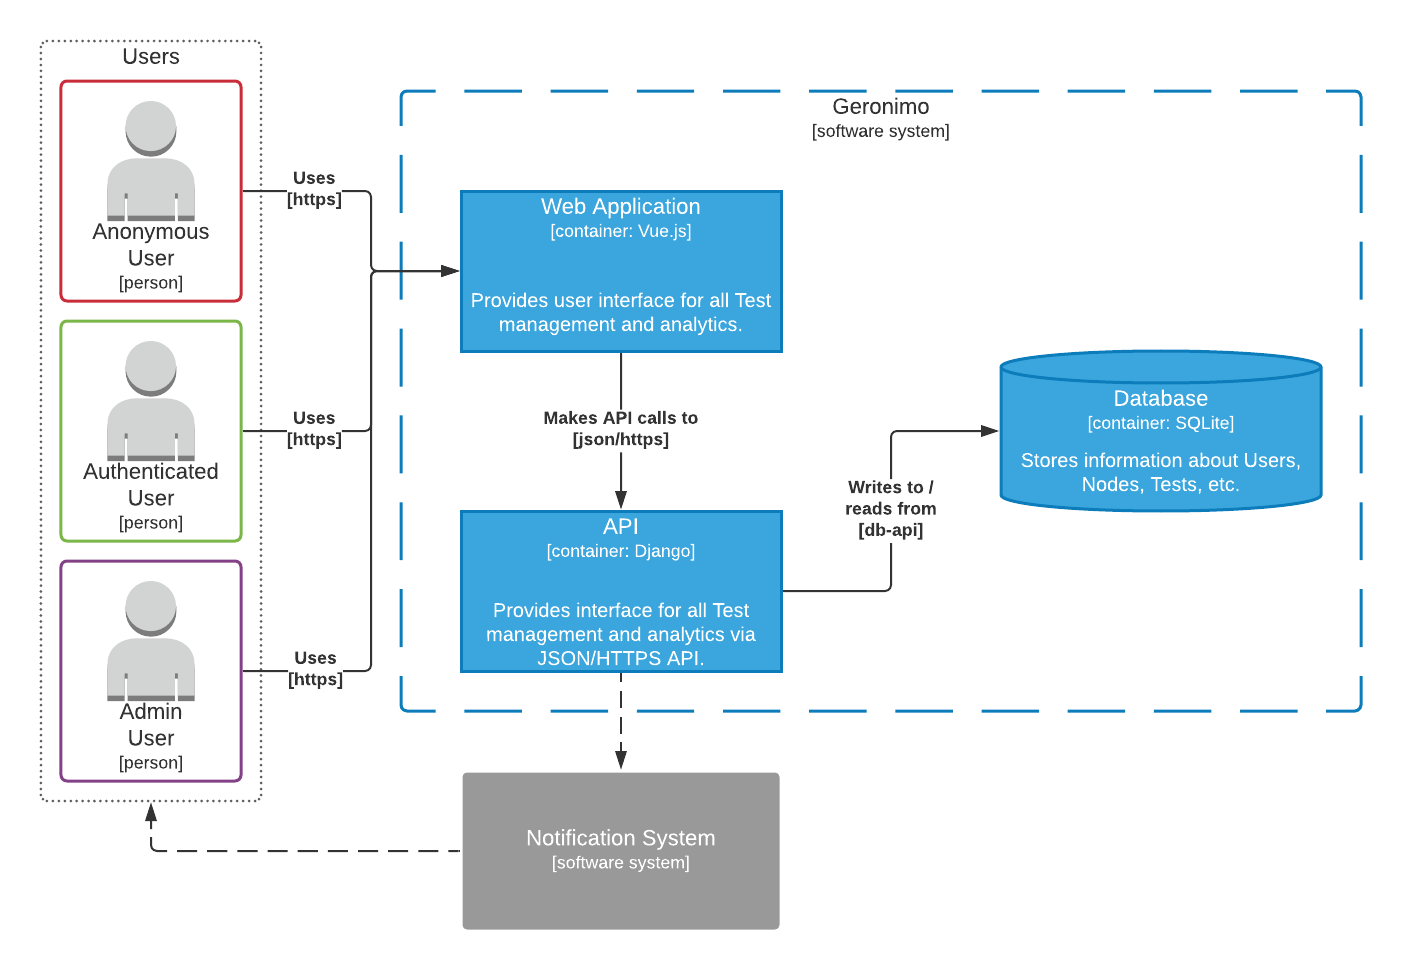 Users
Anonymous
User
[person]
Authenticated
User
[person]
Admin
User
[person]
Uses
[https]
Uses
[https]
Uses
[https]
Geronimo
[software system]
Web Application
[container: Vue.js]
Provides user interface for all Test
management and analytics.
Makes API calls to
[json/https]
API
[container: Django]
Provides interface for all Test
management and analytics via
JSON/HTTPS API.
Writes to /
reads from
[db-api]
Database
[container: SQLite]
Stores information about Users,
Nodes, Tests, etc.
Notification System
[software system]